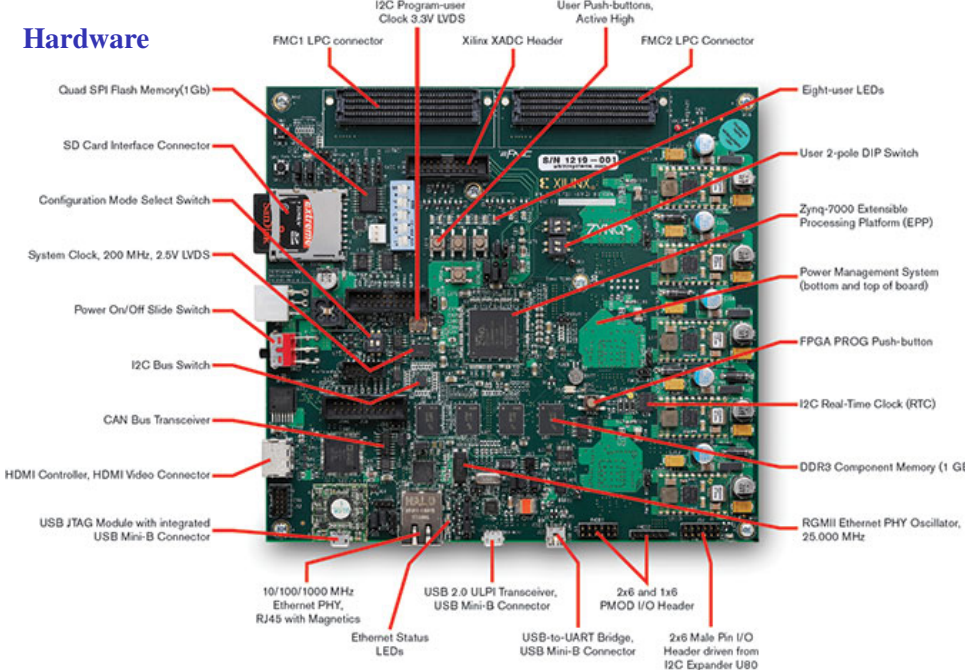 Hardware
I2C Program-user
Clock 3.3V LVDS
User Push-buttons,
Active High
FMC1 LPC connector
Xilinx XADC Header
FMC2 LPC Connector
Quad SPI Flash Memory(1Gb)
SD Card Interface Connector
Configuration Mode Select Switch
System Clock, 200 MHz, 2.5V LVDS
Power On/Off Slide Switch
I2C Bus Switch
CAN Bus Transceiver
HDMI Controller, HDMI Video Connector
USB JTAG Module with integrated
USB Mini-B Connector
Eight-user LEDs
User 2-pole DIP Switch
Zynq-7000 Extensible
Processing Platform (EPP)
Power Management System
(bottom and top of board)
FPGA PROG Push-button
I2C Real-Time Clock (RTC)
DDR3 Component Memory (1 GB
RGMII Ethernet PHY Oscillator,
25.000 MHz
10/100/1000 MHz
Ethernet PHY,
RJ45 with Magnetics
Ethernet Status
LEDs
USB 2.0 ULPI Transceiver,
USB Mini-B Connector
USB-to-UART Bridge,
USB Mini-B Connector
2x6 and 1x6
PMOD I/O Header
2x6 Male Pin I/O
Header driven from
I2C Expander U80
FMC
S/N 1219-001
XILINX
ZYNQ
SanDisk
extreme
HALO